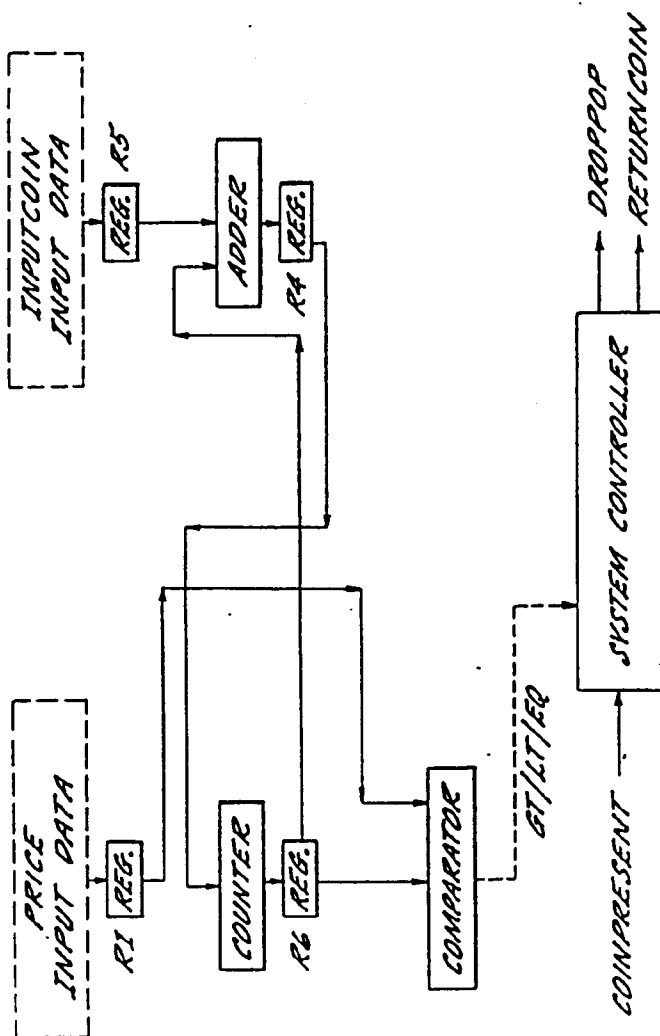 PRICE
INPUT DATA
INPUTCOIN
INPUT DATA
R1
REG.
REG.
R5
COUNTER
ADDER
R6
REG.
R4
REG.
COMPARATOR
GT/LT/EQ
COINPRESENT
SYSTEM CONTROLLER
DROPPOP
RETURNCOIN